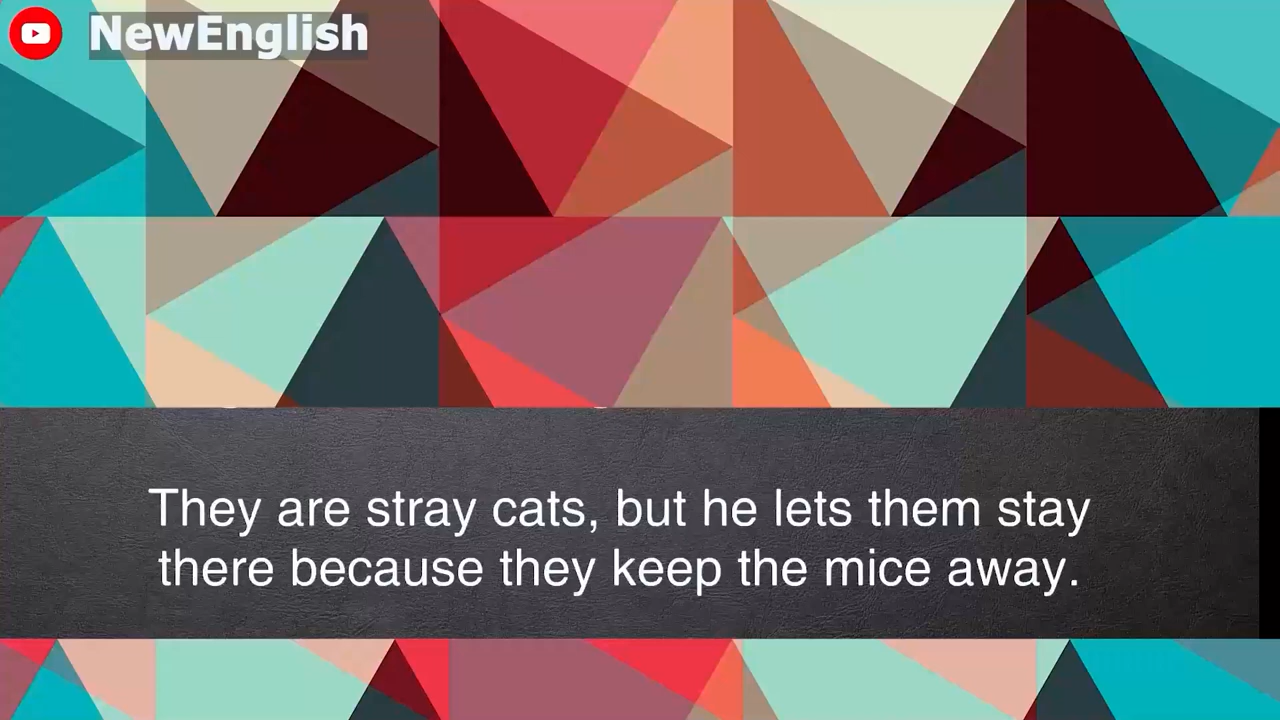 NewEnglish
They are stray cats, but he lets them stay
there because they keep the mice away.